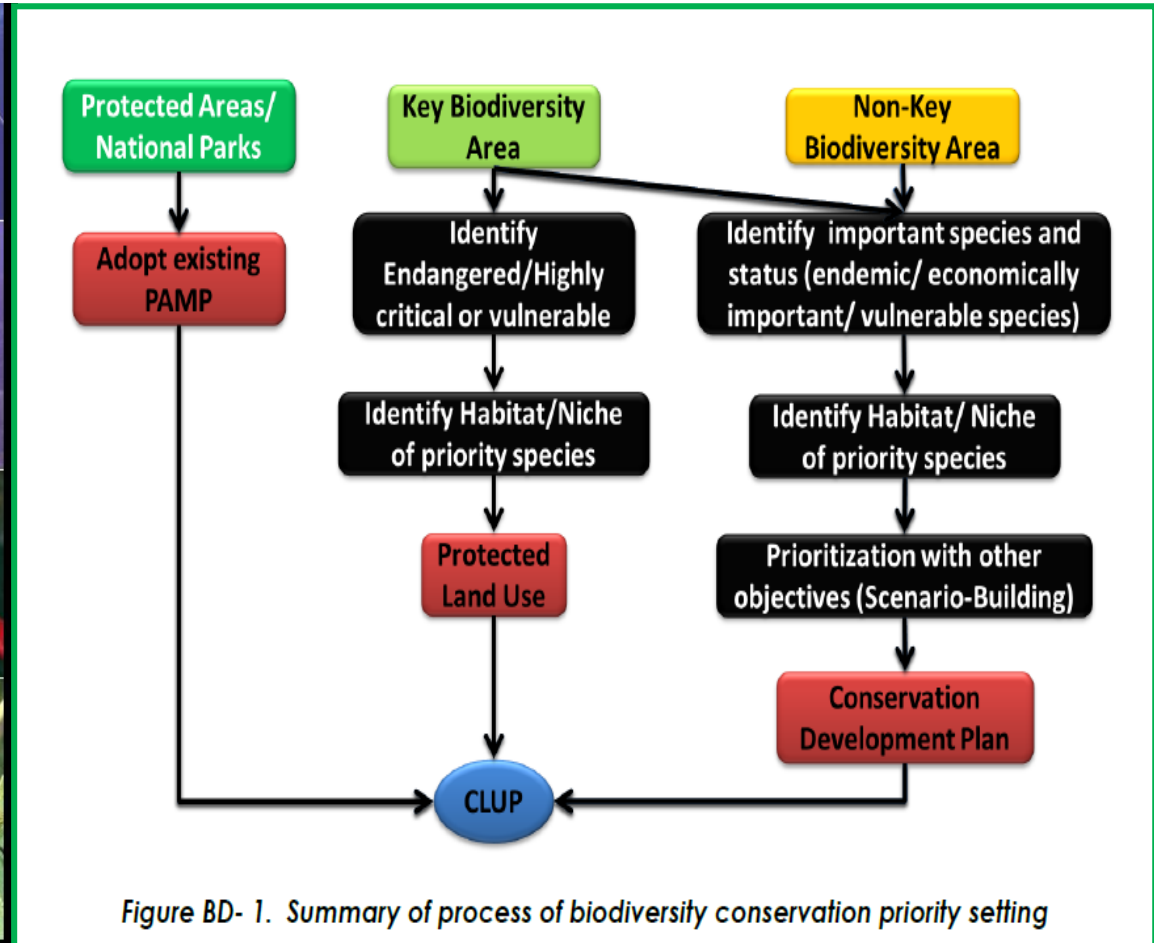 Protected Areas/
National Parks
Key Biodiversity
Area
Non-Key
Biodiversity Area
Adopt existing
PAMP
Identify
Endangered/Highly
critical or vulnerable
Identify important species and
status (endemic/ economically
important/ vulnerable species)
Identify Habitat/Niche
of priority species
Identify Habitat/ Niche
of priority species
Protected
Land Use
Prioritization with other
objectives (Scenario-Building)
Conservation
Development Plan
CLUP
Figure BD- 1. Summary of process of biodiversity conservation priority setting